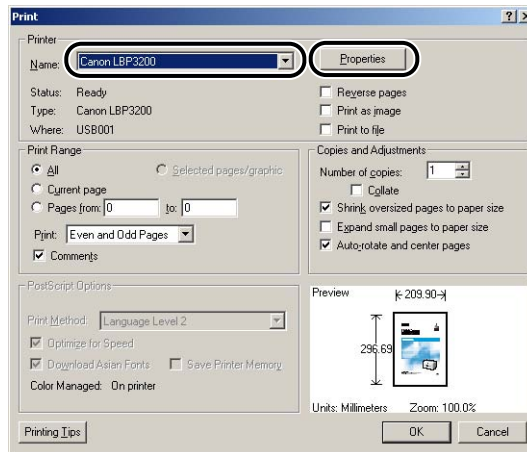 Print
Printer
Name: Canon LBP3200 Properties
Status: Ready Reverse pages
Type: Canon LBP3200 Print as image
Where: USB001 Print to file
Print Range Copies and Adjustments
All Selected pages/graphic Number of copies: 1
Current page Collate
Pages from: 0 to: 0 Shrink oversized pages to paper size
Print: Even and Odd Pages Expand small pages to paper size
Comments Auto-rotate and center pages
PostScript Options Preview 209.90
Print Method: Language Level 2
Optimize for Speed 296.69
Download Asian Fonts Save Printer Memory
Color Managed: On printer
Units: Millimeters Zoom: 100.0%
Printing Tips OK Cancel